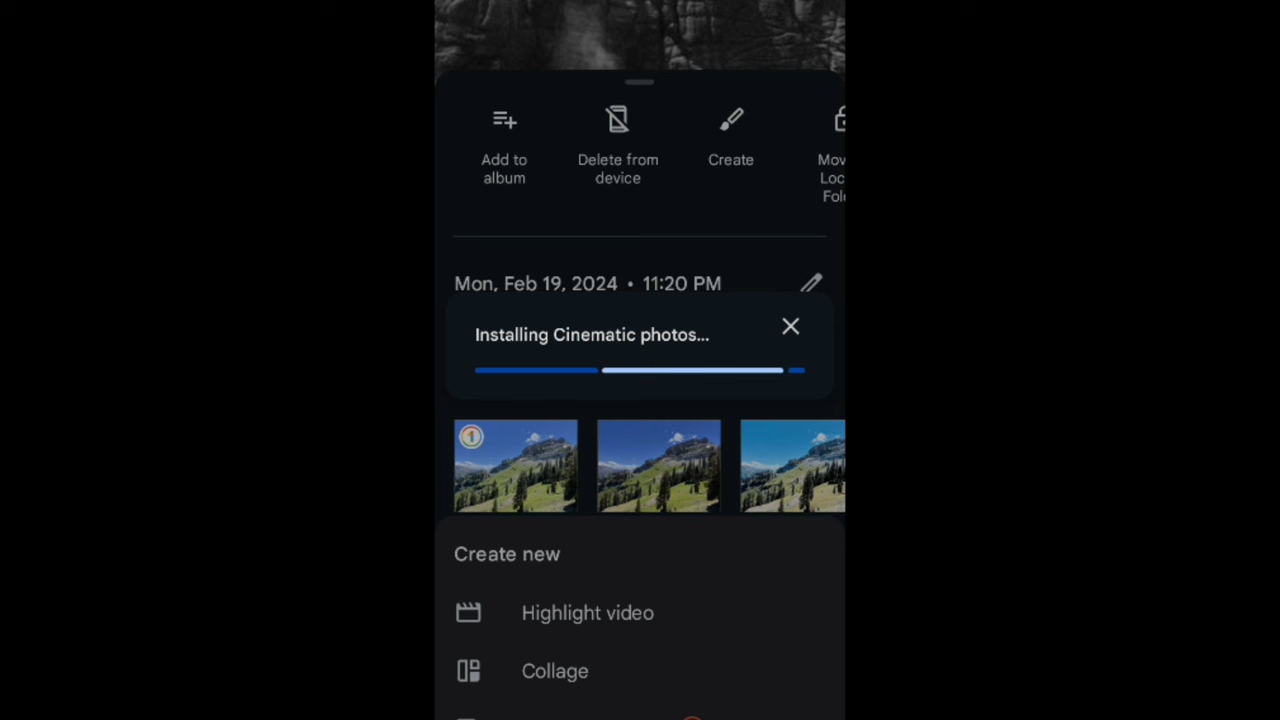 Add to
album
Delete from
device
Create
Mon, Feb 19, 2024 • 11:20 PM
Installing Cinematic photos...
1
Create new
Highlight video
Collage